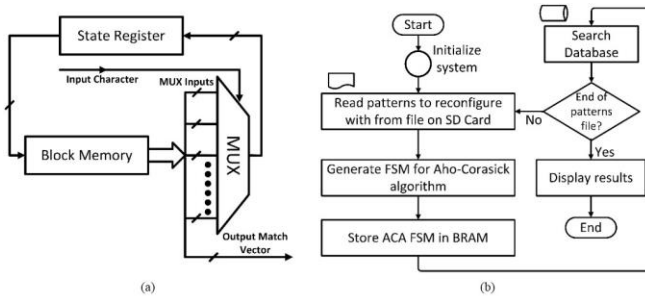 State Register
Input Character
MUX Inputs
Block Memory
MUX
Output Match
Vector
(a)
Start
Initialize
system
Read patterns to reconfigure
with from file on SD Card
Generate FSM for Aho-Corasick
algorithm
Store ACA FSM in BRAM
Search
Database
End of
patterns
file?
No
Yes
Display results
End
(b)